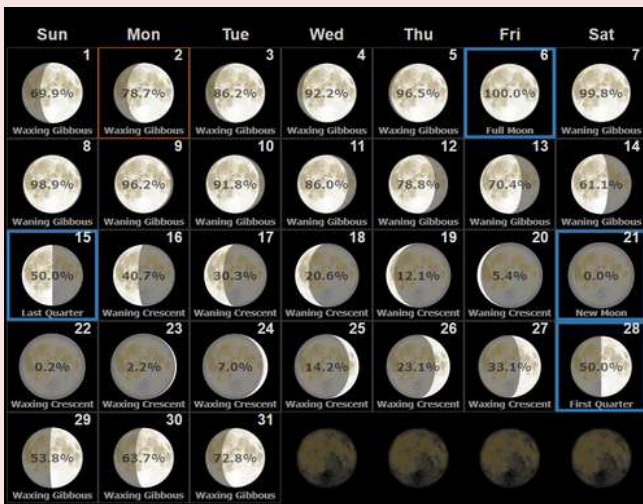 Sun Mon Tue Wed Thu Fri Sat
1 2 3 4 5 6 7
69.9% 78.7% 86.2% 92.2% 96.5% 100.0% 99.8%
Waxing Gibbous Waxing Gibbous Waxing Gibbous Waxing Gibbous Waxing Gibbous Full Moon Waning Gibbous
8 9 10 11 12 13 14
98.9% 96.2% 91.8% 86.0% 78.8% 70.4% 61.1%
Waning Gibbous Waning Gibbous Waning Gibbous Waning Gibbous Waning Gibbous Waning Gibbous Waning Gibbous
15 16 17 18 19 20 21
50.0% 40.7% 30.3% 20.6% 12.1% 5.4% 0.0%
Last Quarter Waning Crescent Waning Crescent Waning Crescent Waning Crescent Waning Crescent New Moon
22 23 24 25 26 27 28
0.2% 2.2% 7.0% 14.2% 23.1% 33.1% 50.0%
Waxing Crescent Waxing Crescent Waxing Crescent Waxing Crescent Waxing Crescent Waxing Crescent First Quarter
29 30 31
53.8% 63.7% 72.8%
Waxing Gibbous Waxing Gibbous Waxing Gibbous